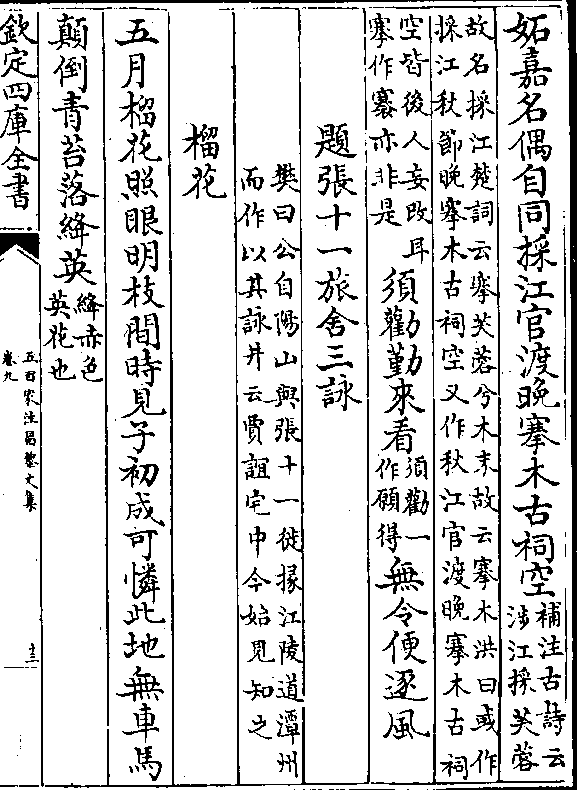 妬嘉名偶自同採江官渡晚搴木古祠空補注古詩云
涉江採芙蓉
故名採江楚詞云搴芙蓉兮木末故云搴木洪曰或作
採江秋節晚搴木古祠空又作秋江官渡晚搴木古祠
空皆後人妄改耳
搴作褰亦非是須勸勤來看須勸一
作願得無令便逐風
題張十一旅舍三詠
樊曰公自陽山與張十一徙掾江陵道潭州
而作以其詠井云賈誼宅中今始見知之
榴花
五月榴花照眼明枝間時見子初成可憐此地無車馬
顛倒青苔落絳英絳赤色
英花也
欽定四庫全書
五百家注昌黎文集
卷九
十三